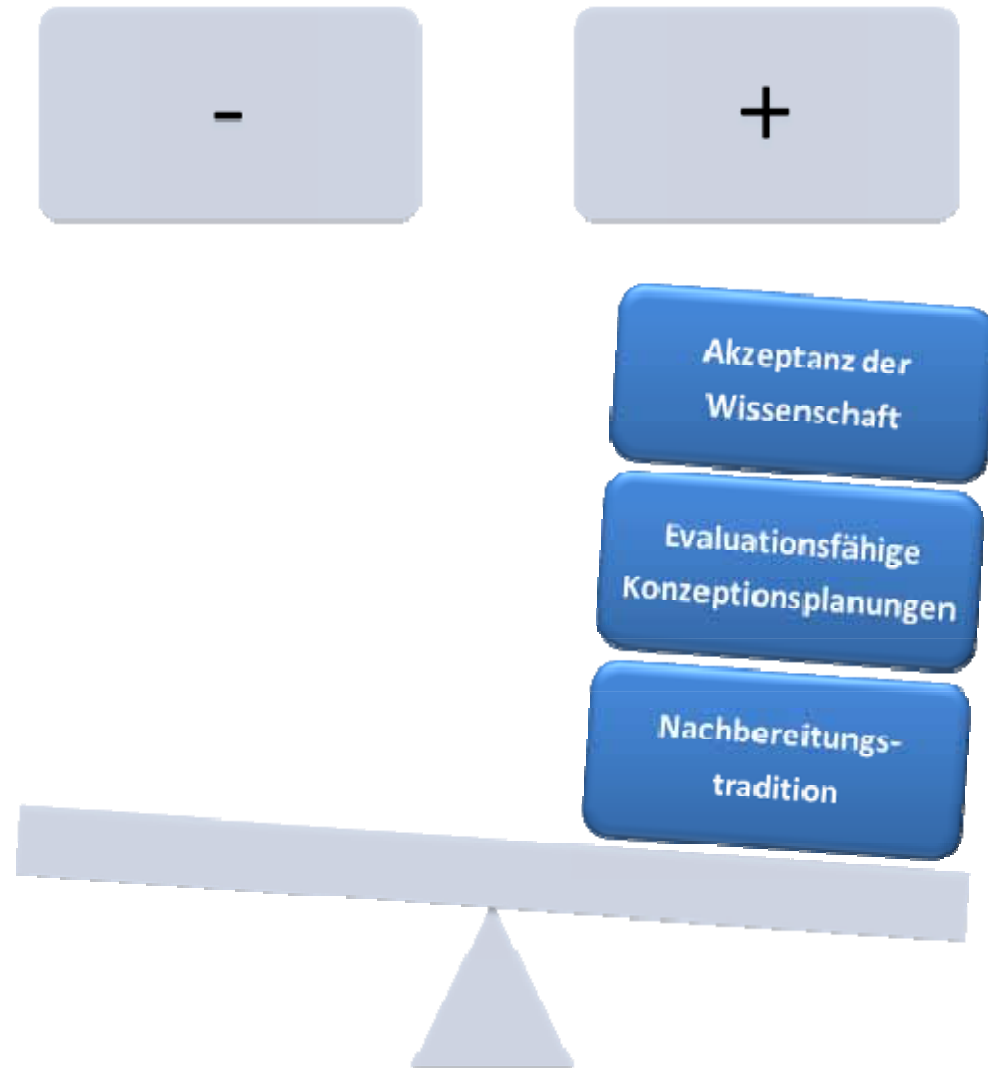 -
+
Akzeptanz der
Wissenschaft
Evaluationsfähige
Konzeptionsplanungen
Nachbereitungs-
tradition